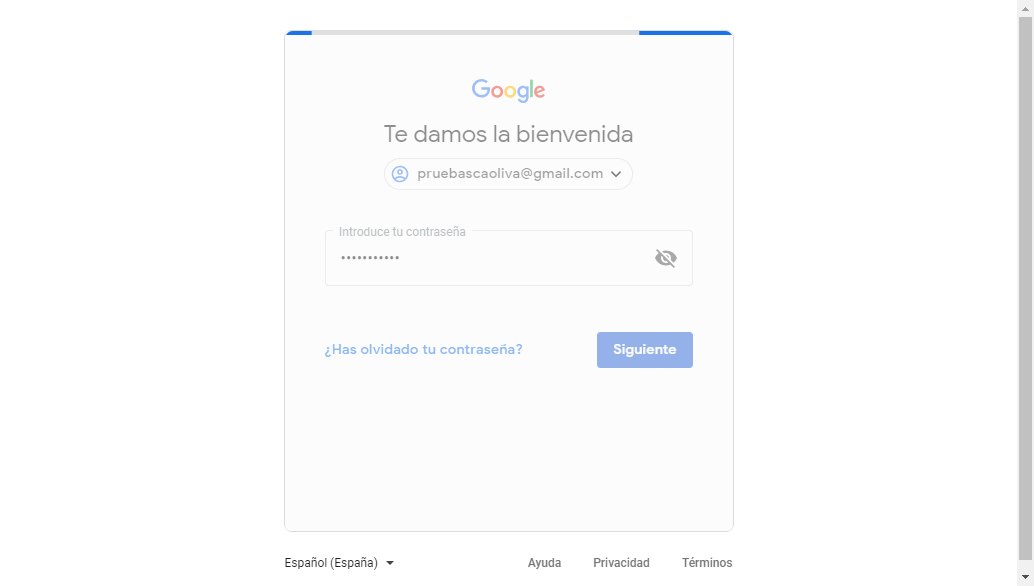 Google
Te damos la bienvenida
pruebascaoliva@gmail.com
Introduce tu contraseña
•••••••••••
¿Has olvidado tu contraseña?
Siguiente
Español (España)
Ayuda
Privacidad
Términos